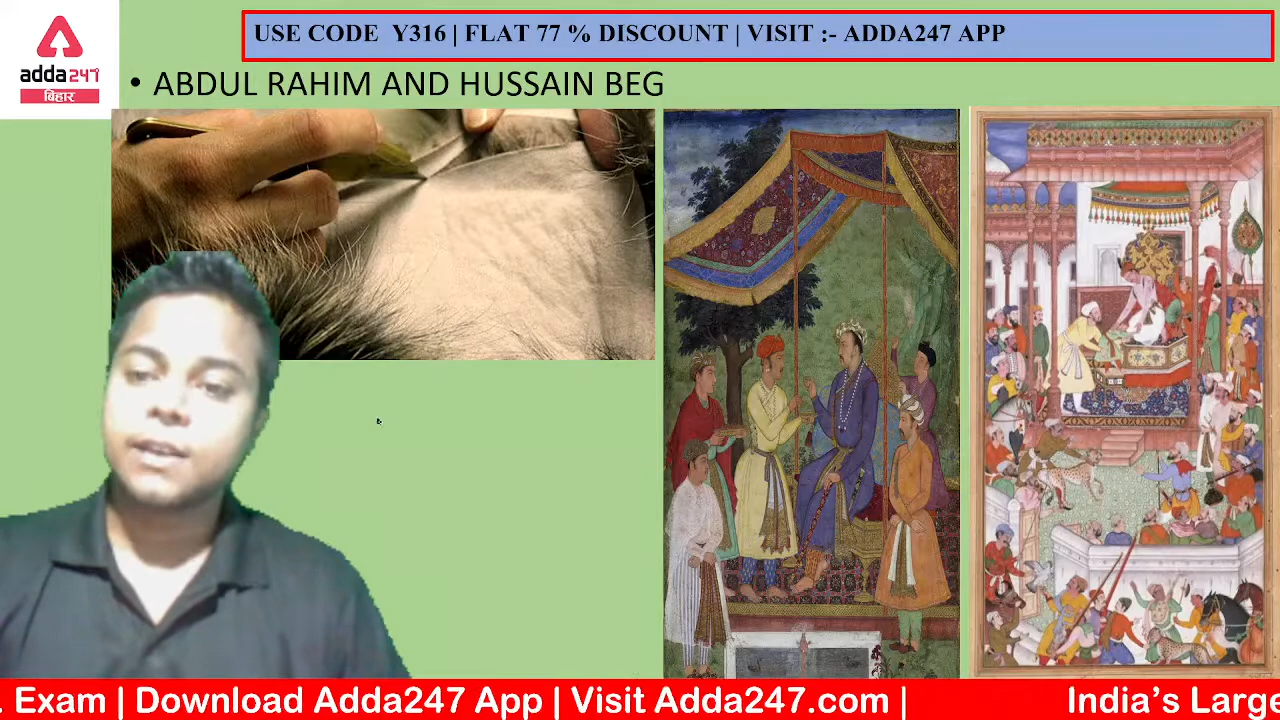 USE CODE Y316 | FLAT 77 % DISCOUNT | VISIT :- ADDA247 APP
adda247
बिहार
• ABDUL RAHIM AND HUSSAIN BEG
. Exam | Download Adda247 App | Visit Adda247.com | India’s Large